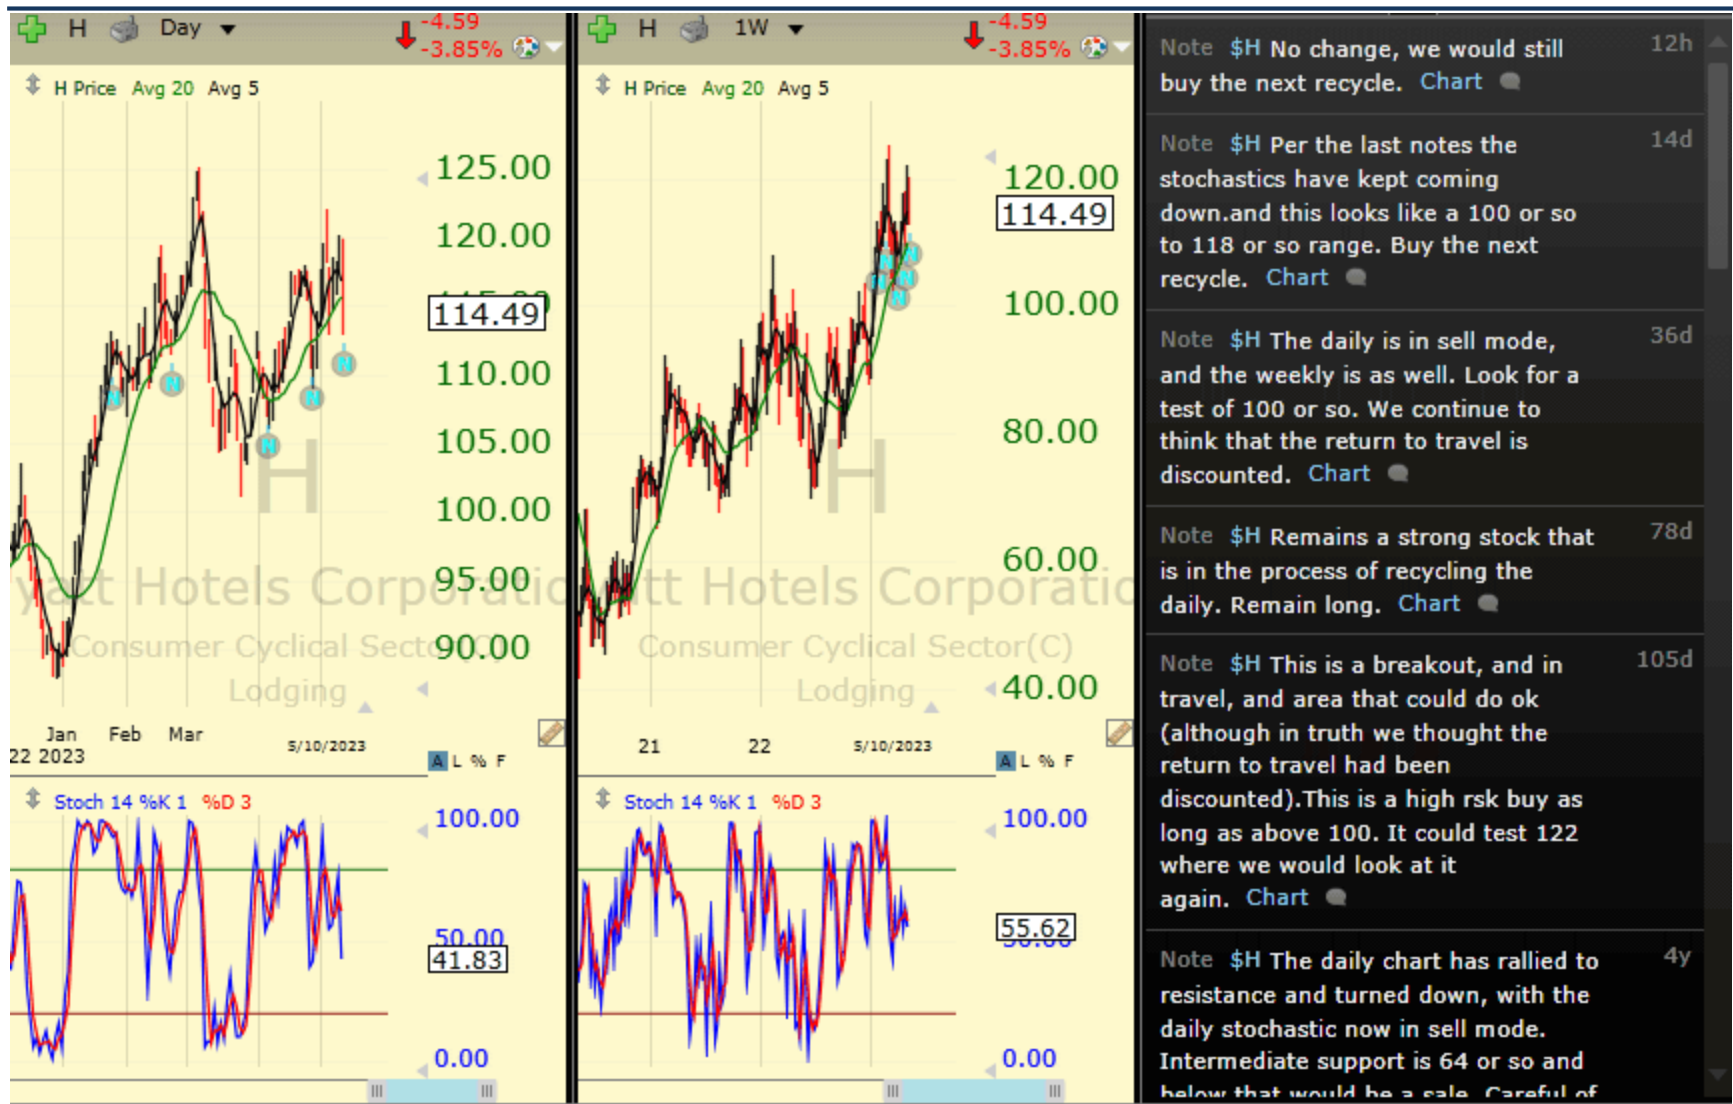 H Day
-4.59
-3.85%
H Price Avg 20 Avg 5
125.00
120.00
114.49
110.00
105.00
100.00
95.00
90.00
H
Hotels
Consumer Cyclical Sector(C)
Lodging
N
N
N
N
N
Jan Feb Mar 5/10/2023
22 2023
A L % F
Stoch 14 %K 1 %D 3
100.00
50.00
41.83
0.00
H 1W
-4.59
-3.85%
H Price Avg 20 Avg 5
120.00
114.49
100.00
80.00
60.00
40.00
H
Hotels
Consumer Cyclical Sector(C)
Lodging
N
N
N
N
N
21 22 5/10/2023
A L % F
Stoch 14 %K 1 %D 3
100.00
55.62
0.00
Note $H No change, we would still 12h
buy the next recycle. Chart
Note $H Per the last notes the 14d
stochastics have kept coming
down.and this looks like a 100 or so
to 118 or so range. Buy the next
recycle. Chart
Note $H The daily is in sell mode, 36d
and the weekly is as well. Look for a
test of 100 or so. We continue to
think that the return to travel is
discounted. Chart
Note $H Remains a strong stock that 78d
is in the process of recycling the
daily. Remain long. Chart
Note $H This is a breakout, and in 105d
travel, and area that could do ok
(although in truth we thought the
return to travel had been
discounted).This is a high rsk buy as
long as above 100. It could test 122
where we would look at it
again. Chart
Note $H The daily chart has rallied to 4y
resistance and turned down, with the
daily stochastic now in sell mode.
Intermediate support is 64 or so and
below that would be a sale. Careful of